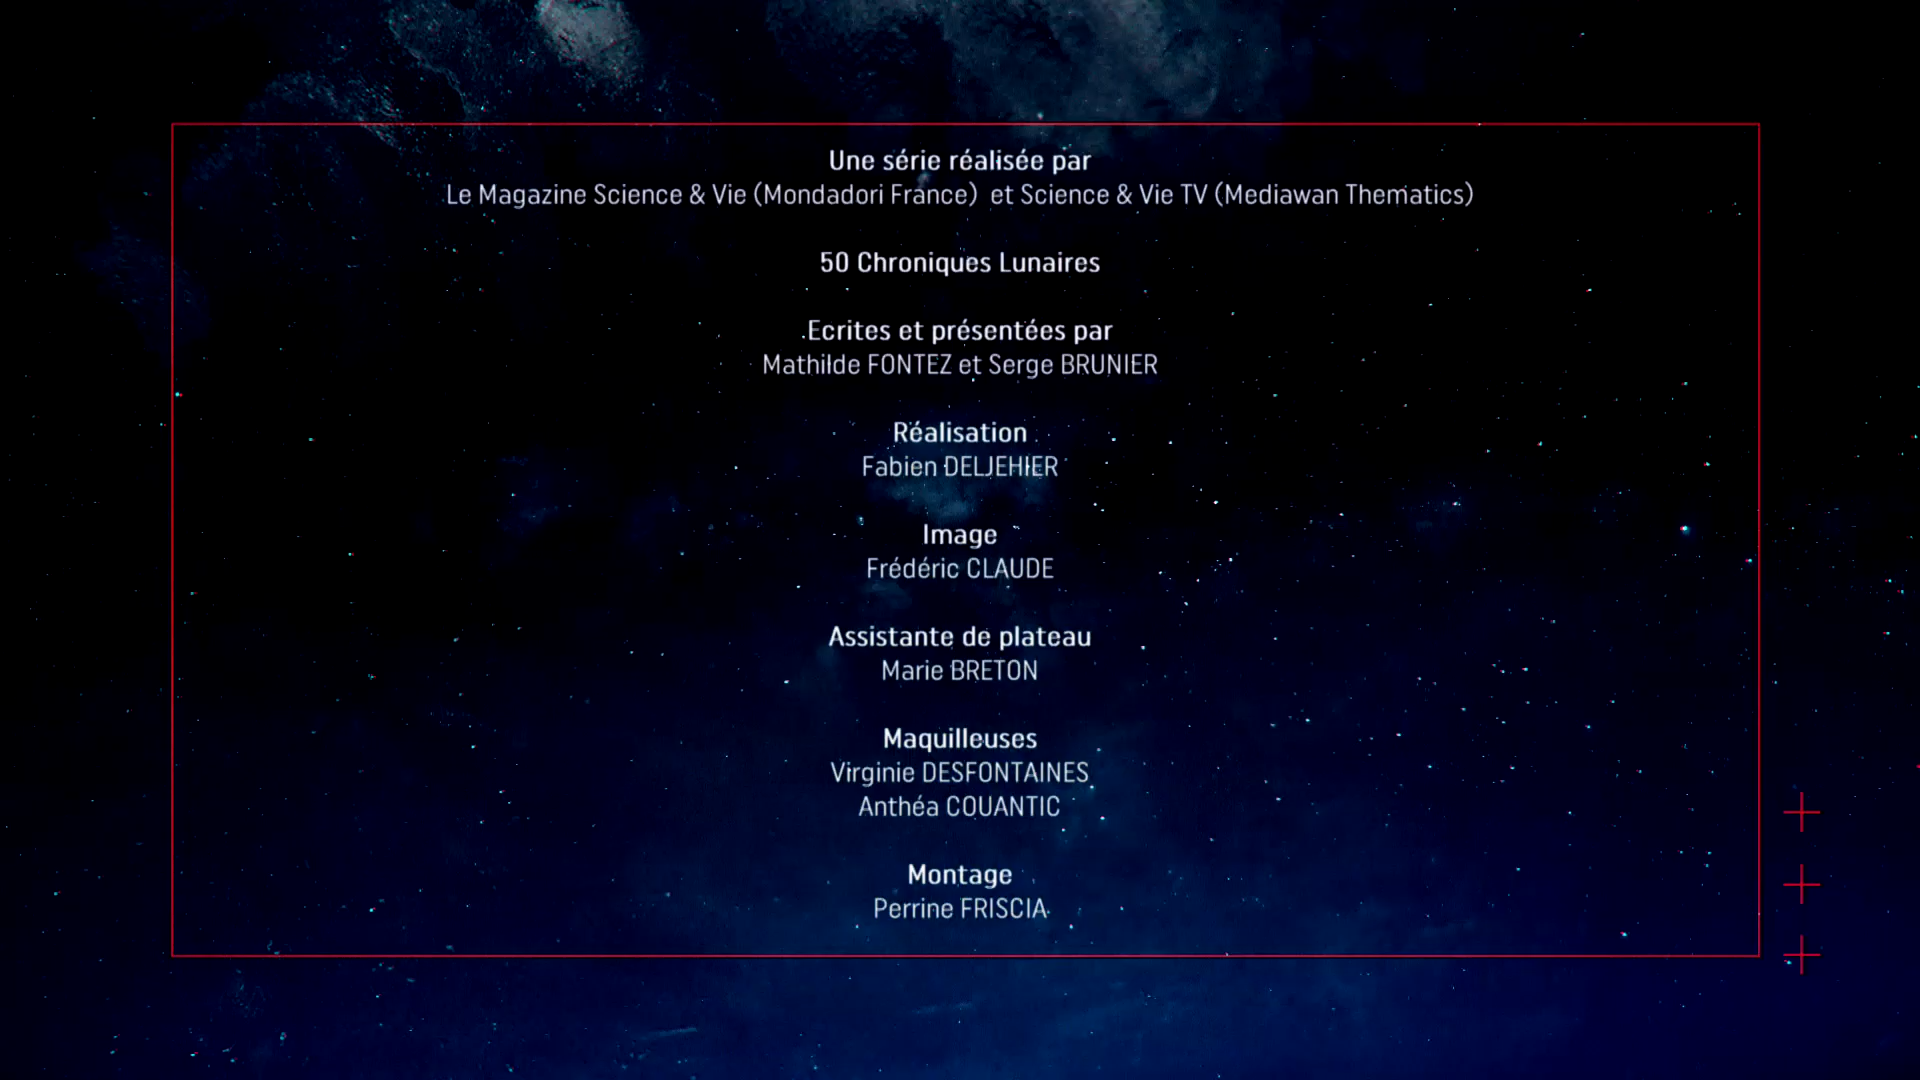 Une série réalisée par
Le Magazine Science & Vie (Mondadori France) et Science & Vie TV (Mediawan Thematics)
50 Chroniques Lunaires
Ecrites et présentées par
Mathilde FONTEZ et Serge BRUNIER
Réalisation
Fabien DELJEHIER
Image
Frédéric CLAUDE
Assistante de plateau
Marie BRETON
Maquilleuses
Virginie DESFONTAINES
Anthéa COUANTIC
Montage
Perrine FRISCIA